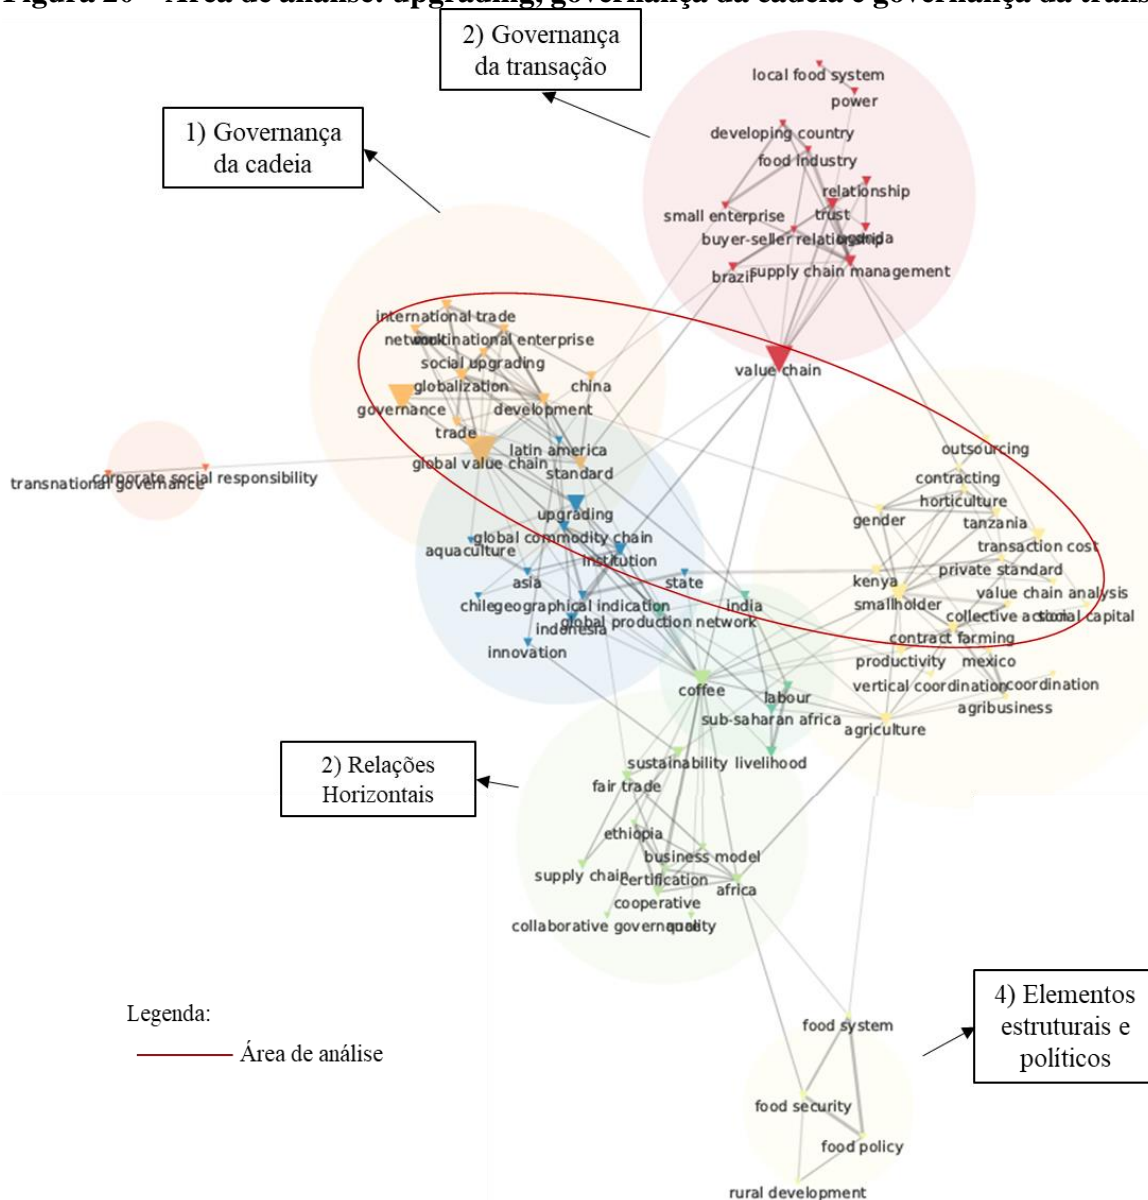 Figura 20 – Área de análise: upgrading, governança da cadeia e governança da trans
2) Governança
da transação
1) Governança
da cadeia
local food system
power
developing country
food industry
relationship
small enterprise
trust
buyer-seller relationship
uganda
brazil
supply chain management
value chain
international trade
network
multinational enterprise
social upgrading
globalization
china
governance
development
trade
latin america
global value chain
standard
transnational governance
corporate social responsibility
upgrading
global commodity chain
aquaculture
institution
asia
state
chile
geographical indication
india
indonesia
global production network
innovation
outsourcing
contracting
horticulture
gender
tanzania
transaction cost
private standard
kenya
value chain analysis
smallholder
collective action
social capital
contract farming
productivity
mexico
vertical coordination
coordination
agribusiness
agriculture
coffee
labour
sub-saharan africa
livelihood
sustainability
fair trade
2) Relações
Horizontais
ethiopia
business model
supply chain
certification
africa
cooperative
collaborative governance
quality
4) Elementos
estruturais e
políticos
food system
food security
food policy
rural development
Legenda:
Área de análise